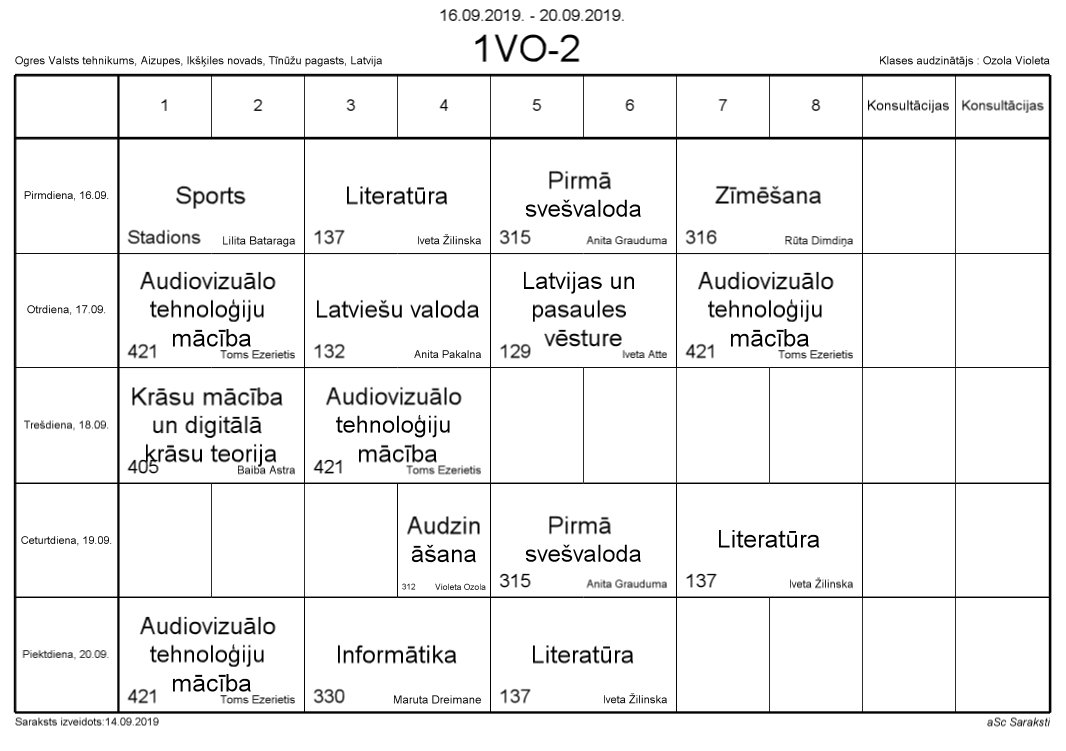 16.09.2019. - 20.09.2019.
1VO-2
Ogres Valsts tehnikums, Aizupes, Ikšķiles novads, Tīnūžu pagasts, Latvija
Klases audzinātājs : Ozola Violeta
1 2 3 4 5 6 7 8 Konsultācijas Konsultācijas
Pirmdiena, 16.09.
Sports
Stadions Lilita Bataraga
Literatūra
137 Iveta Žilinska
Pirmā
svešvaloda
315 Anita Grauduma
Zīmēšana
316 Rūta Dimdiņa
Otrdiena, 17.09.
Audiovizuālo
tehnoloģiju
mācība
421 Toms Ezerietis
Latviešu valoda
132 Anita Pakalna
Latvijas un
pasaules
vēsture
129 Iveta Atte
Audiovizuālo
tehnoloģiju
mācība
421 Toms Ezerietis
Trešdiena, 18.09.
Krāsu mācība
un digitālā
krāsu teorija
405 Baiba Astra
Audiovizuālo
tehnoloģiju
mācība
421 Toms Ezerietis
Ceturtdiena, 19.09.
Audzin
āšana
312 Violeta Ozola
Pirmā
svešvaloda
315 Anita Grauduma
Literatūra
137 Iveta Žilinska
Piektdiena, 20.09.
Audiovizuālo
tehnoloģiju
mācība
421 Toms Ezerietis
Informātika
330 Maruta Dreimane
Literatūra
137 Iveta Žilinska
Saraksts izveidots:14.09.2019
aSc Saraksti